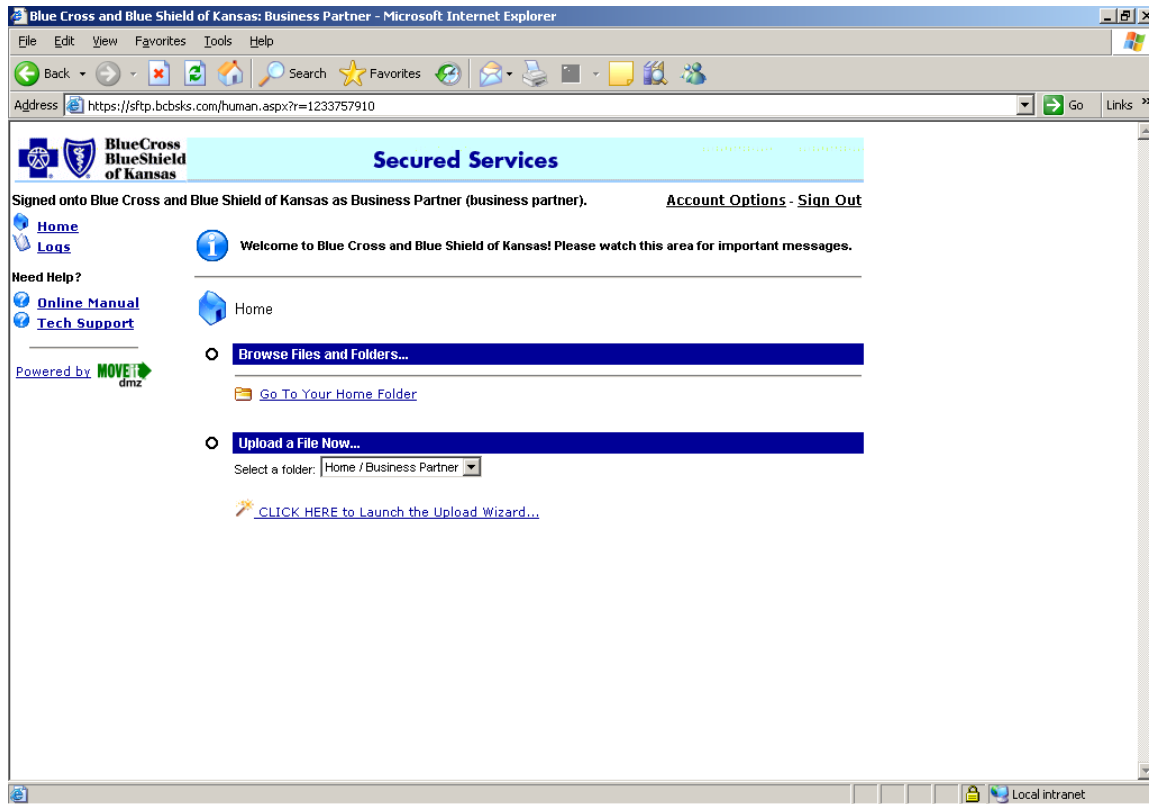 Blue Cross and Blue Shield of Kansas: Business Partner - Microsoft Internet Explorer
File Edit View Favorites Tools Help
Back Search Favorites
Address https://sftp.bcbsks.com/human.aspx?r=1233757910 Go Links »
BlueCross
BlueShield
of Kansas
Secured Services
Signed onto Blue Cross and Blue Shield of Kansas as Business Partner (business partner). Account Options - Sign Out
Home
Logs
Welcome to Blue Cross and Blue Shield of Kansas! Please watch this area for important messages.
Need Help?
Online Manual
Tech Support
Powered by MOVEit
dmz
Home
Browse Files and Folders...
Go To Your Home Folder
Upload a File Now...
Select a folder: Home / Business Partner
CLICK HERE to Launch the Upload Wizard...
Local intranet